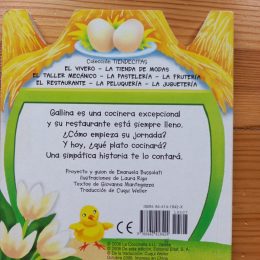 Colección TIENDECITAS
EL VIVERO - LA TIENDA DE MODAS
EL TALLER MECÁNICO - LA PASTELERÍA - LA FRUTERÍA
EL RESTAURANTE - LA PELUQUERÍA - LA JUGUETERÍA
Gallina es una cocinera excepcional
y su restaurante está siempre lleno.
¿Cómo empieza su jornada?
Y hoy, ¿qué plato cocinará?
Una simpática historia te lo contará.
Proyecto y guion de Emanuela Bussolati
Ilustraciones de Laura Rigo
Textos de Giovanna Mantegazza
Traducción de Cuqui Weller